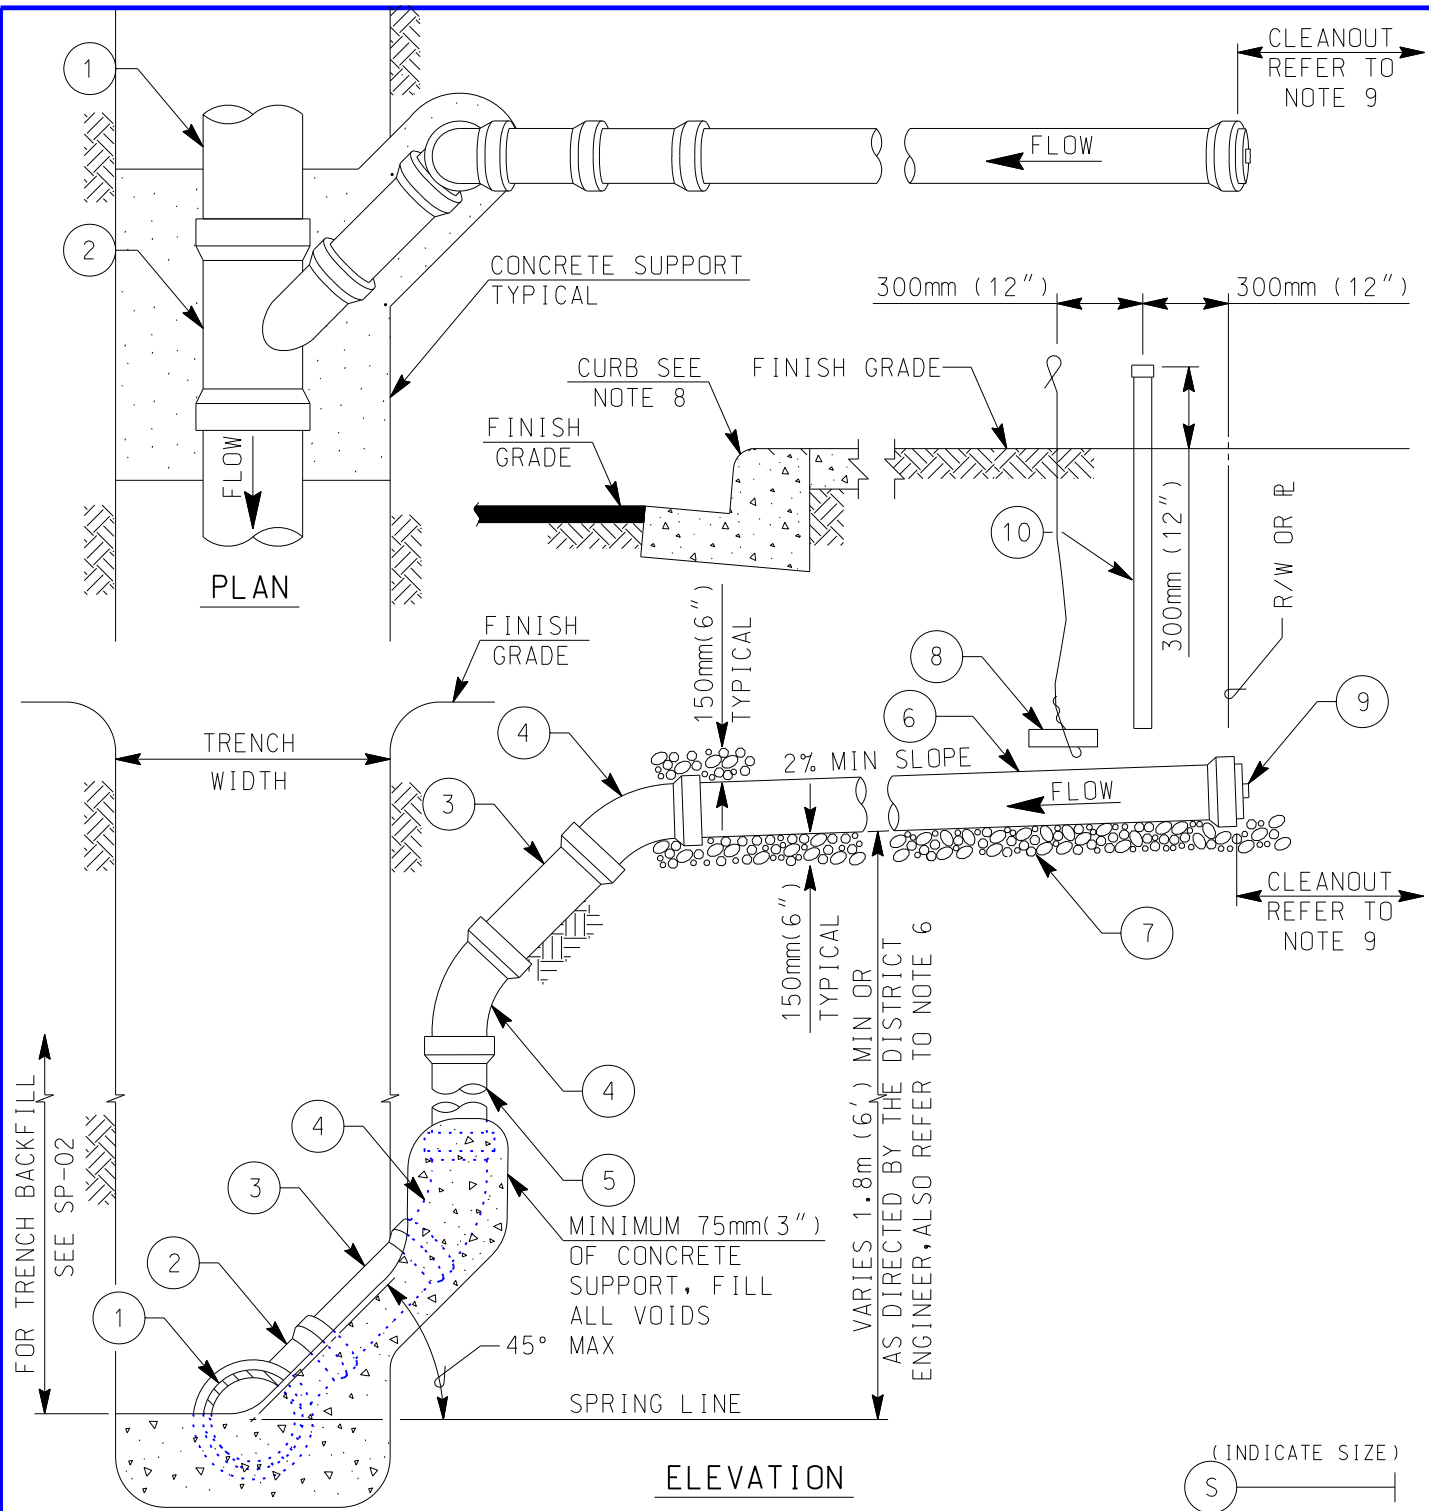 1
CLEANOUT
REFER TO
NOTE 9
FLOW
2
CONCRETE SUPPORT
TYPICAL
300mm (12")
300mm (12")
CURB SEE
NOTE 8
FINISH GRADE
FINISH
GRADE
FLOW
10
300mm (12")
R/W OR PL
PLAN
FINISH
GRADE
150mm(6")
TYPICAL
8
6
9
4
TRENCH
WIDTH
2% MIN SLOPE
3
FLOW
CLEANOUT
REFER TO
NOTE 9
7
150mm(6")
TYPICAL
VARIES 1.8m (6') MIN OR
AS DIRECTED BY THE DISTRICT
ENGINEER,ALSO REFER TO NOTE 6
4
4
5
3
2
1
FOR TRENCH BACKFILL
SEE SP-02
MINIMUM 75mm(3")
OF CONCRETE
SUPPORT, FILL
ALL VOIDS
45° MAX
SPRING LINE
ELEVATION
(INDICATE SIZE)
S